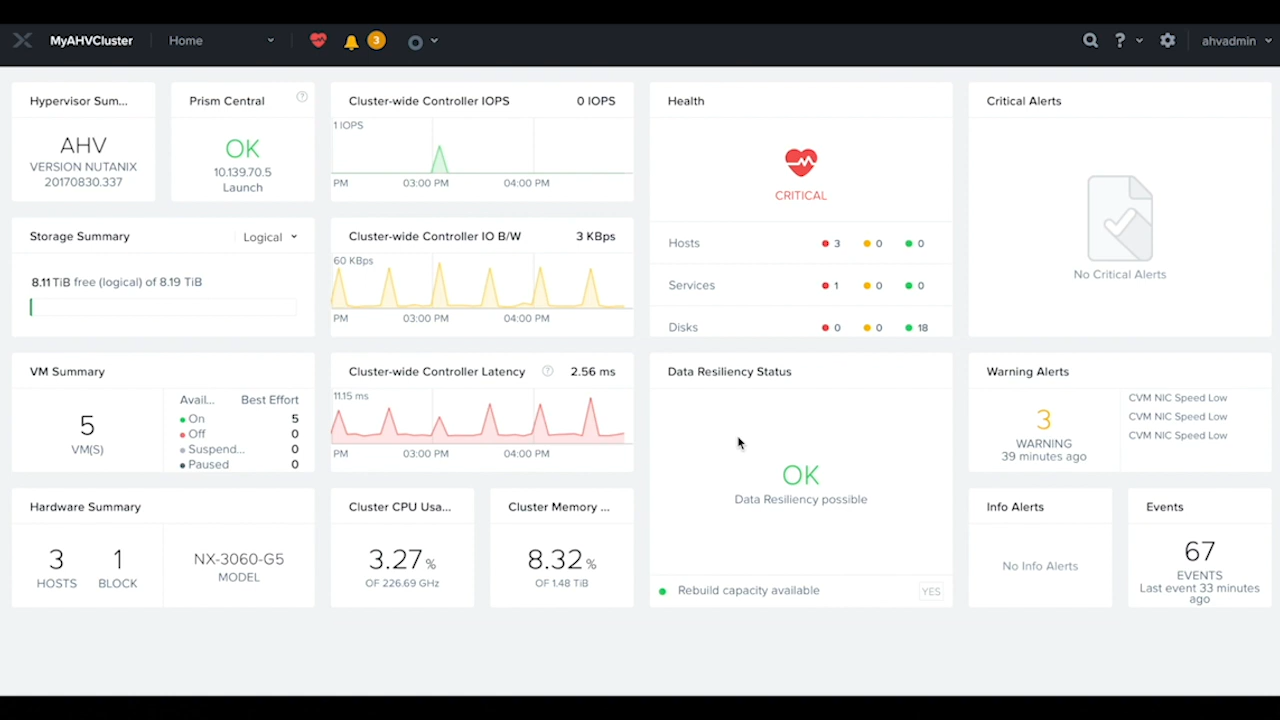 MyAHVCluster
Home
3
?
ahvadmin
Hypervisor Sum...
AHV
VERSION NUTANIX
20170830.337
Prism Central
?
OK
10.139.70.5
Launch
Storage Summary
Logical
8.11 TiB free (logical) of 8.19 TiB
VM Summary
5
VM(S)
Avail...
Best Effort
On 5
Off 0
Suspend... 0
Paused 0
Hardware Summary
3
HOSTS
1
BLOCK
NX-3060-G5
MODEL
Cluster-wide Controller IOPS
0 IOPS
1 IOPS
PM
03:00 PM
04:00 PM
Cluster-wide Controller IO B/W
3 KBps
60 KBps
PM
03:00 PM
04:00 PM
Cluster-wide Controller Latency
?
2.56 ms
11.15 ms
PM
03:00 PM
04:00 PM
Cluster CPU Usa...
3.27 %
OF 226.69 GHz
Cluster Memory ...
8.32 %
OF 1.48 TiB
Health
CRITICAL
Hosts 3 0 0
Services 1 0 0
Disks 0 0 18
Data Resiliency Status
OK
Data Resiliency possible
Rebuild capacity available
YES
Critical Alerts
No Critical Alerts
Warning Alerts
3
WARNING
39 minutes ago
CVM NIC Speed Low
CVM NIC Speed Low
CVM NIC Speed Low
Info Alerts
No Info Alerts
Events
67
EVENTS
Last event 33 minutes
ago